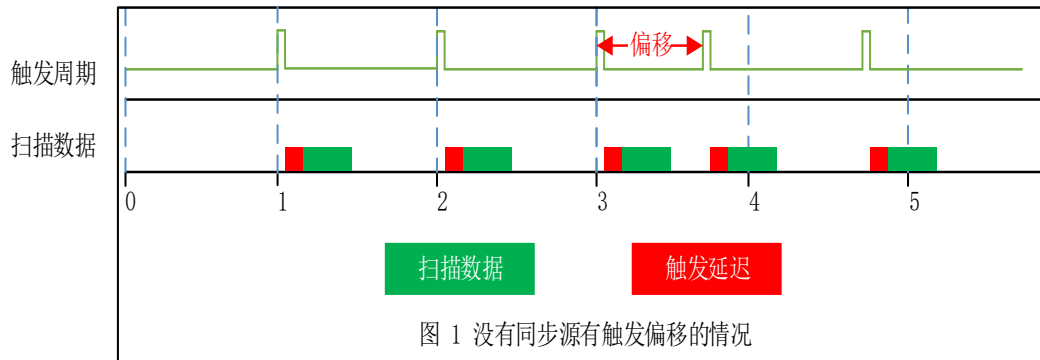 偏移
触发周期
扫描数据
0 1 2 3 4 5
扫描数据 触发延迟
图 1 没有同步源有触发偏移的情况